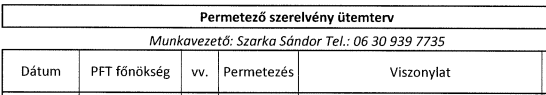 Permetező szerelvény ütemterv
Munkavezető: Szarka Sándor Tel.: 06 30 939 7735
Dátum PFT főnökség vv. Permetezés Viszonylat